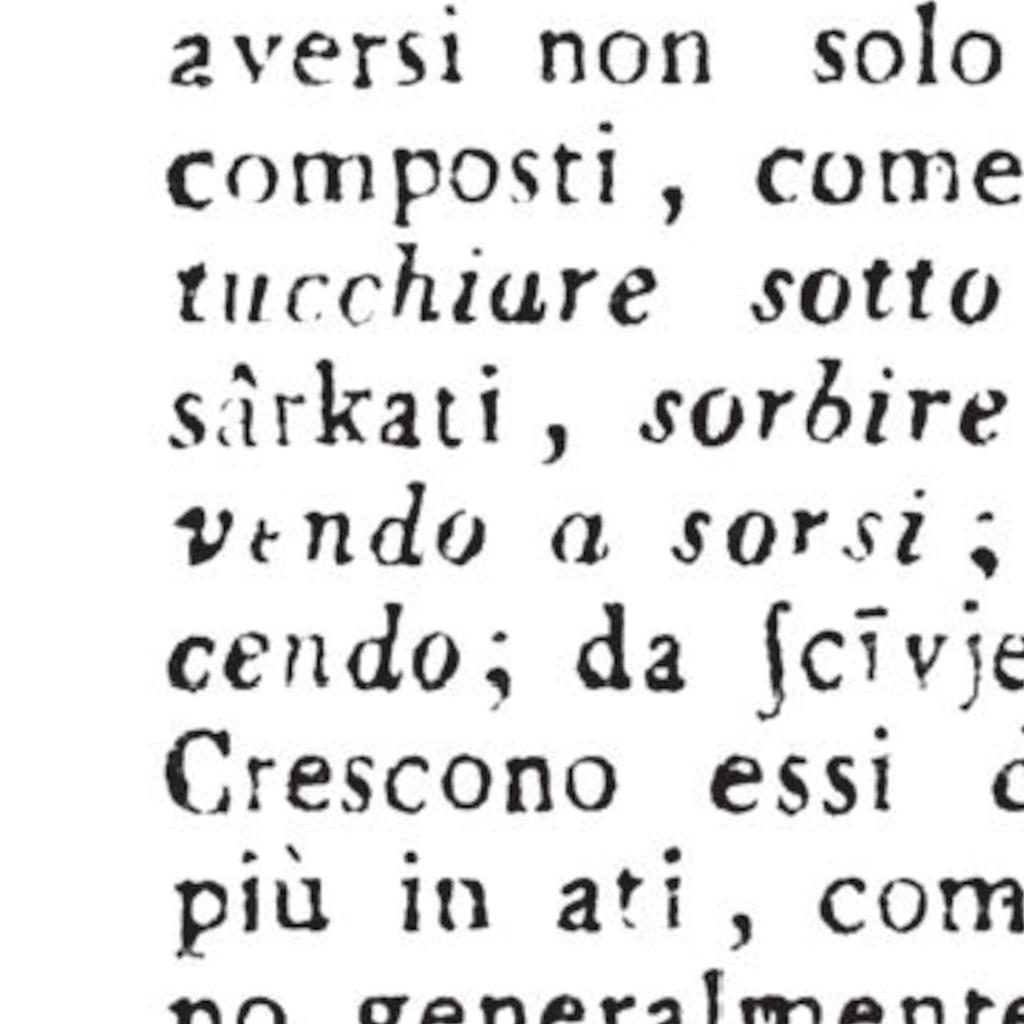 aversi non solo
composti, come
tucchiare sotto
sârkati, sorbire
vendo a sorsi;
cendo; da ſcīvje
Crescono essi
più in ati, com
no generalmente